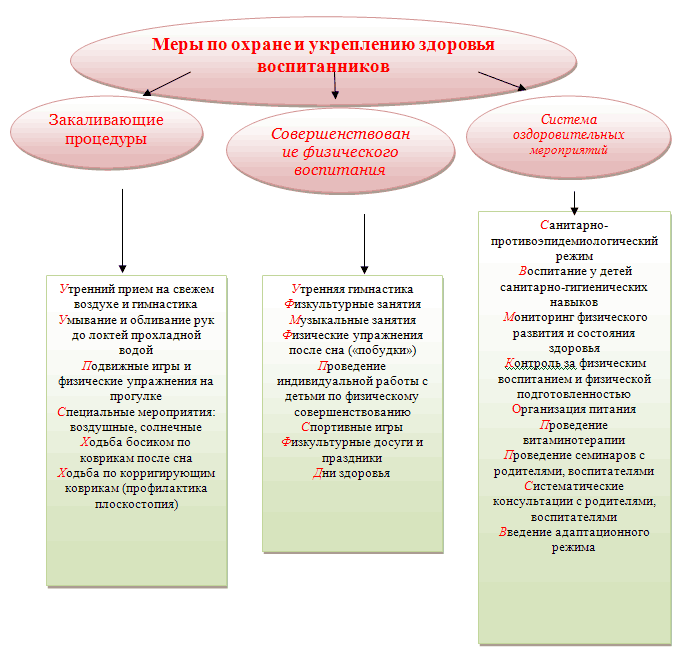 Меры по охране и укреплению здоровья
воспитанников
Закаливающие
процедуры
Совершенствован
ие физического
воспитания
Система
оздоровительных
мероприятий
Утренний прием на свежем
воздухе и гимнастика
Умывание и обливание рук
до локтей прохладной
водой
Подвижные игры и
физические упражнения на
прогулке
Специальные мероприятия:
воздушные, солнечные
Ходьба босиком по
коврикам после сна
Ходьба по корригирующим
коврикам (профилактика
плоскостопия)
Утренняя гимнастика
Физкультурные занятия
Музыкальные занятия
Физические упражнения
после сна («побудки»)
Проведение
индивидуальной работы с
детьми по физическому
совершенствованию
Спортивные игры
Физкультурные досуги и
праздники
Дни здоровья
Санитарно-
противоэпидемиологический
режим
Воспитание у детей
санитарно-гигиенических
навыков
Мониторинг физического
развития и состояния
здоровья
Контроль за физическим
воспитанием и физической
подготовленностью
Организация питания
Проведение
витаминотерапии
Проведение семинаров с
родителями, воспитателями
Систематические
консультации с родителями,
воспитателями
Введение адаптационного
режима